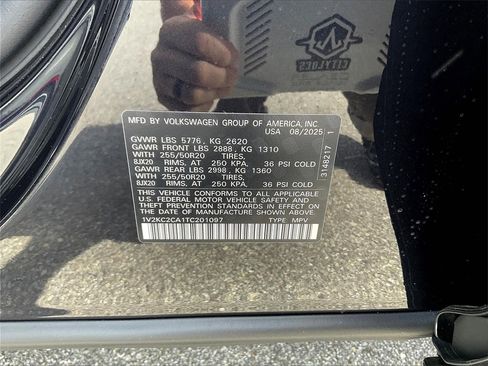 MFD BY VOLKSWAGEN GROUP OF AMERICA, INC.
USA 08/2025
GVWR LBS 5776, KG 2620
GAWR FRONT LBS 2888, KG 1310
WITH 255/50R20 TIRES,
8JX20 RIMS, AT 250 KPA, 36 PSI COLD
GAWR REAR LBS 2998, KG 1360
WITH 255/50R20 TIRES,
8JX20 RIMS, AT 250 KPA, 36 PSI COLD
THIS VEHICLE CONFORMS TO ALL APPLICABLE
U.S. FEDERAL MOTOR VEHICLE SAFETY AND
THEFT PREVENTION STANDARDS IN EFFECT ON THE
DATE OF MANUFACTURE SHOWN ABOVE.
1V2KC2CA1TC201097 TYPE MPV
3148217 1